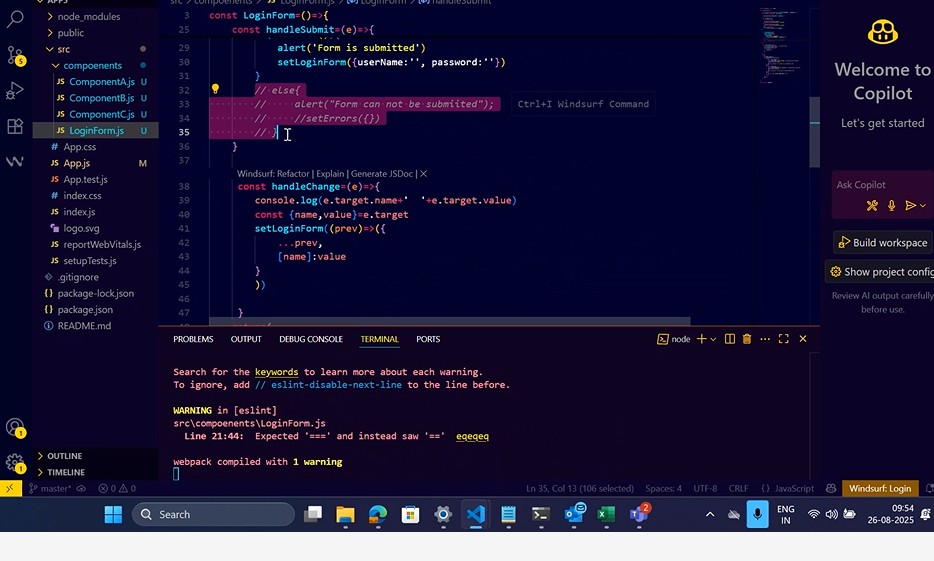 APPS
src > compoenents > LoginForm.js > LoginForm > handleSubmit
node_modules
public
src
compoenents
ComponentA.js U
ComponentB.js U
ComponentC.js U
LoginForm.js U
App.css
App.js M
App.test.js
index.css
index.js
logo.svg
reportWebVitals.js
setupTests.js
.gitignore
package-lock.json
package.json
README.md
OUTLINE
TIMELINE
3 const LoginForm=()=>{
25 const handleSubmit=(e)=>{
29 alert('Form is submitted')
30 setLoginForm({userName:'', password:''})
31 }
32 // else{
33 // alert("Form can not be submiited");
34 // //setErrors({})
35 // }
36 }
37
Ctrl+I Windsurf Command
Windsurf: Refactor | Explain | Generate JSDoc | X
38 const handleChange=(e)=>{
39 console.log(e.target.name+'  '+e.target.value)
40 const {name,value}=e.target
41 setLoginForm((prev)=>({
42 ...prev,
43 [name]:value
44 }
45 ))
46
47 }
PROBLEMS OUTPUT DEBUG CONSOLE TERMINAL PORTS
node
Search for the keywords to learn more about each warning.
To ignore, add // eslint-disable-next-line to the line before.
WARNING in [eslint]
src\compoenents\LoginForm.js
Line 21:44: Expected '===' and instead saw '==' eqeqeq
webpack compiled with 1 warning
Welcome to
Copilot
Let's get started
Ask Copilot
Build workspace
Show project config
Review AI output carefully
before use.
5
1
1
master* 0 0
Ln 35, Col 13 (106 selected) Spaces: 4 UTF-8 CRLF {} JavaScript Windsurf: Login
Search
2
ENG
IN
09:54
26-08-2025